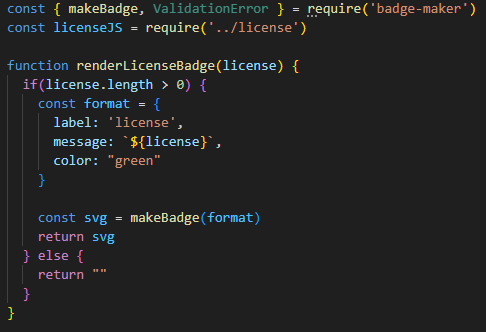 const { makeBadge, ValidationError } = require('badge-maker')
const licenseJS = require('../license')

function renderLicenseBadge(license) {
  if(license.length > 0) {
    const format = {
      label: 'license',
      message: `${license}`,
      color: "green"
    }

    const svg = makeBadge(format)
    return svg
  } else {
    return ""
  }
}